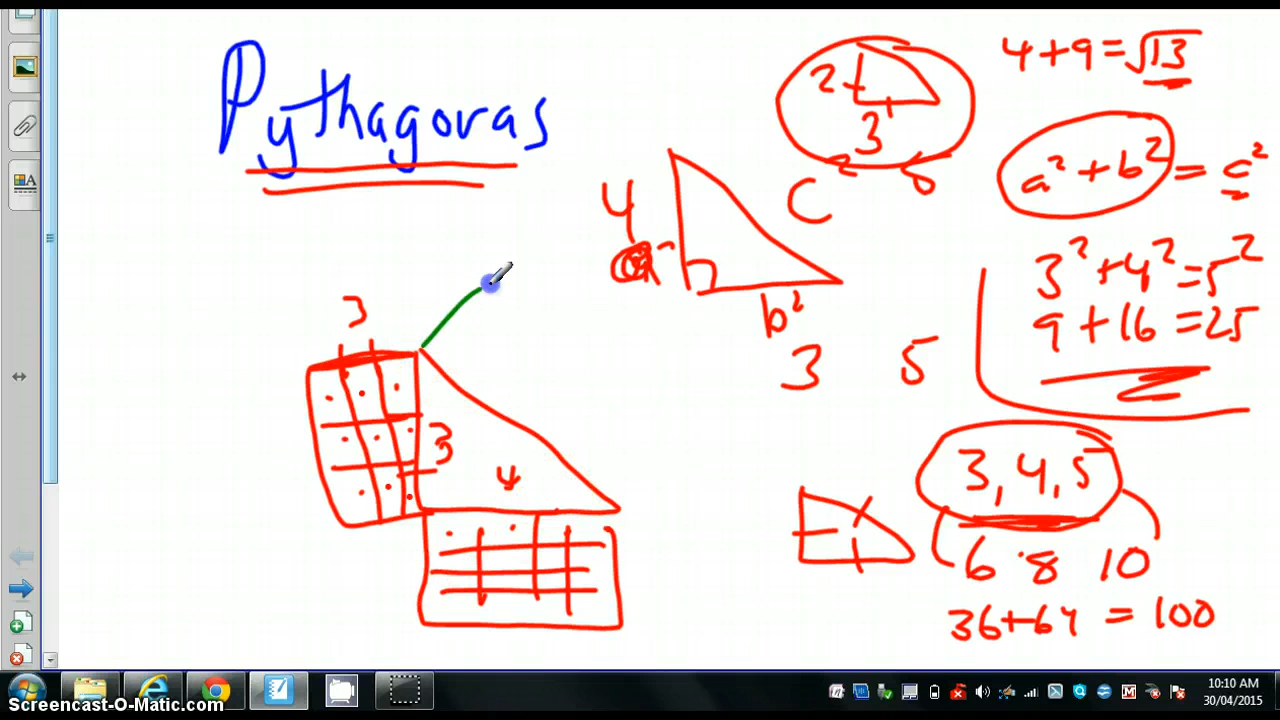 Pythagoras
2
3
4 + 9 = √13
a² + b² = c²
4
c²
b²
3
5
3² + 4² = 5²
9 + 16 = 25
3
3
4
3, 4, 5
6 8 10
36 + 64 = 100
10:10 AM
30/04/2015
Screencast-O-Matic.com